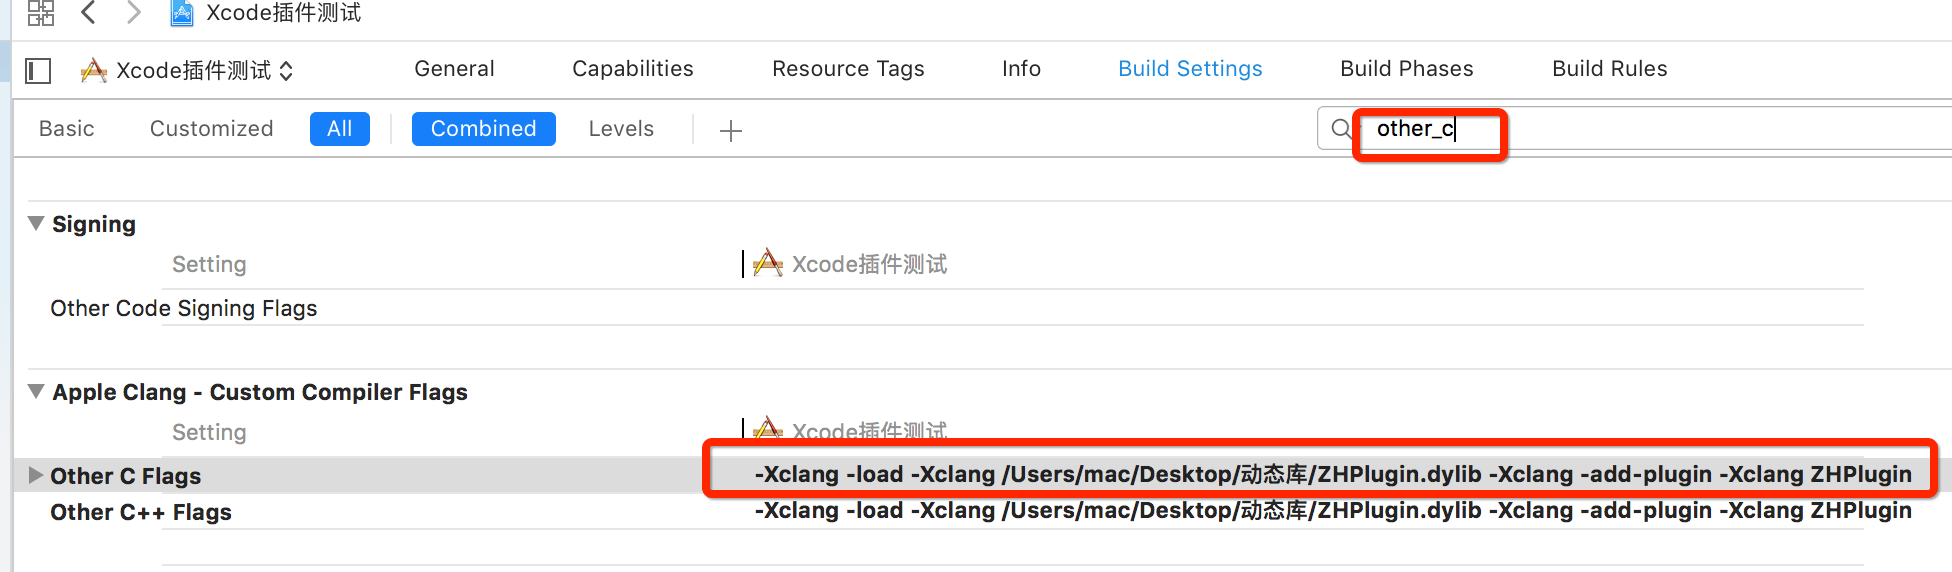 Xcode插件测试
Xcode插件测试 General Capabilities Resource Tags Info Build Settings Build Phases Build Rules
Basic Customized All Combined Levels + other_c
Signing
Setting Xcode插件测试
Other Code Signing Flags
Apple Clang - Custom Compiler Flags
Setting Xcode插件测试
Other C Flags -Xclang -load -Xclang /Users/mac/Desktop/动态库/ZHPlugin.dylib -Xclang -add-plugin -Xclang ZHPlugin
Other C++ Flags -Xclang -load -Xclang /Users/mac/Desktop/动态库/ZHPlugin.dylib -Xclang -add-plugin -Xclang ZHPlugin